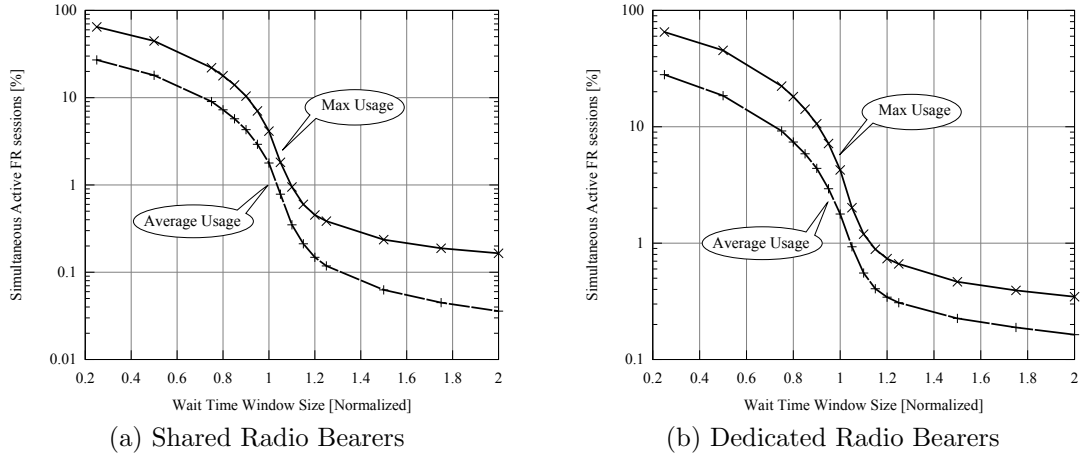 100
10
1
0.1
0.01
Simultaneous Active FR sessions [%]
Max Usage
Average Usage
0.2 0.4 0.6 0.8 1 1.2 1.4 1.6 1.8 2
Wait Time Window Size [Normalized]
(a) Shared Radio Bearers
100
10
1
0.1
Simultaneous Active FR sessions [%]
Max Usage
Average Usage
0.2 0.4 0.6 0.8 1 1.2 1.4 1.6 1.8 2
Wait Time Window Size [Normalized]
(b) Dedicated Radio Bearers